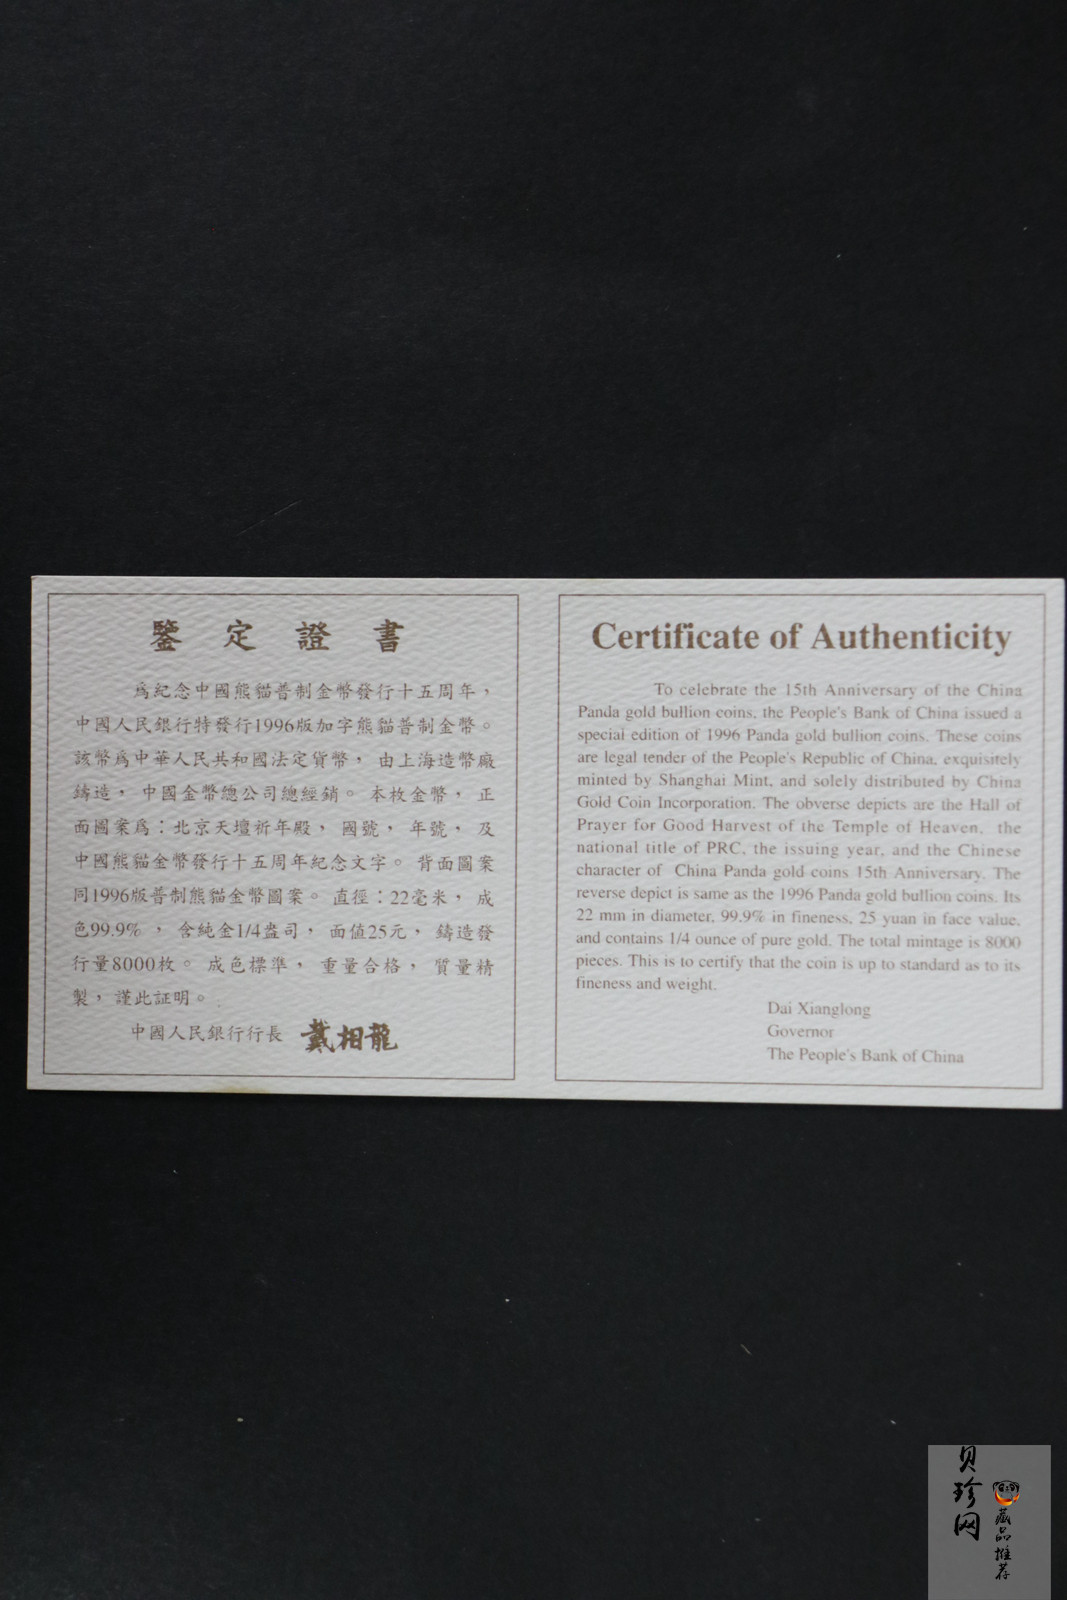 鑒定證書
爲紀念中國熊貓普制金幣發行十五周年，
中國人民銀行特發行1996版加字熊貓普制金幣。
該幣爲中華人民共和國法定貨幣，由上海造幣廠
鑄造，中國金幣總公司總經銷。本枚金幣，正
面圖案爲：北京天壇祈年殿，國號，年號，及
中國熊貓金幣發行十五周年紀念文字。背面圖案
同1996版普制熊貓金幣圖案。直徑：22毫米，成
色99.9%，含純金1/4盎司，面值25元，鑄造發
行量8000枚。成色標準，重量合格，質量精
製，謹此証明。
中國人民銀行行長 戴相龍
Certificate of Authenticity
To celebrate the 15th Anniversary of the China
Panda gold bullion coins, the People's Bank of China issued a
special edition of 1996 Panda gold bullion coins. These coins
are legal tender of the People's Republic of China, exquisitely
minted by Shanghai Mint, and solely distributed by China
Gold Coin Incorporation. The obverse depicts are the Hall of
Prayer for Good Harvest of the Temple of Heaven, the
national title of PRC, the issuing year, and the Chinese
character of China Panda gold coins 15th Anniversary. The
reverse depict is same as the 1996 Panda gold bullion coins. Its
22 mm in diameter, 99.9% in fineness, 25 yuan in face value,
and contains 1/4 ounce of pure gold. The total mintage is 8000
pieces. This is to certify that the coin is up to standard as to its
fineness and weight.
Dai Xianglong
Governor
The People's Bank of China
贝珍网
藏品推荐